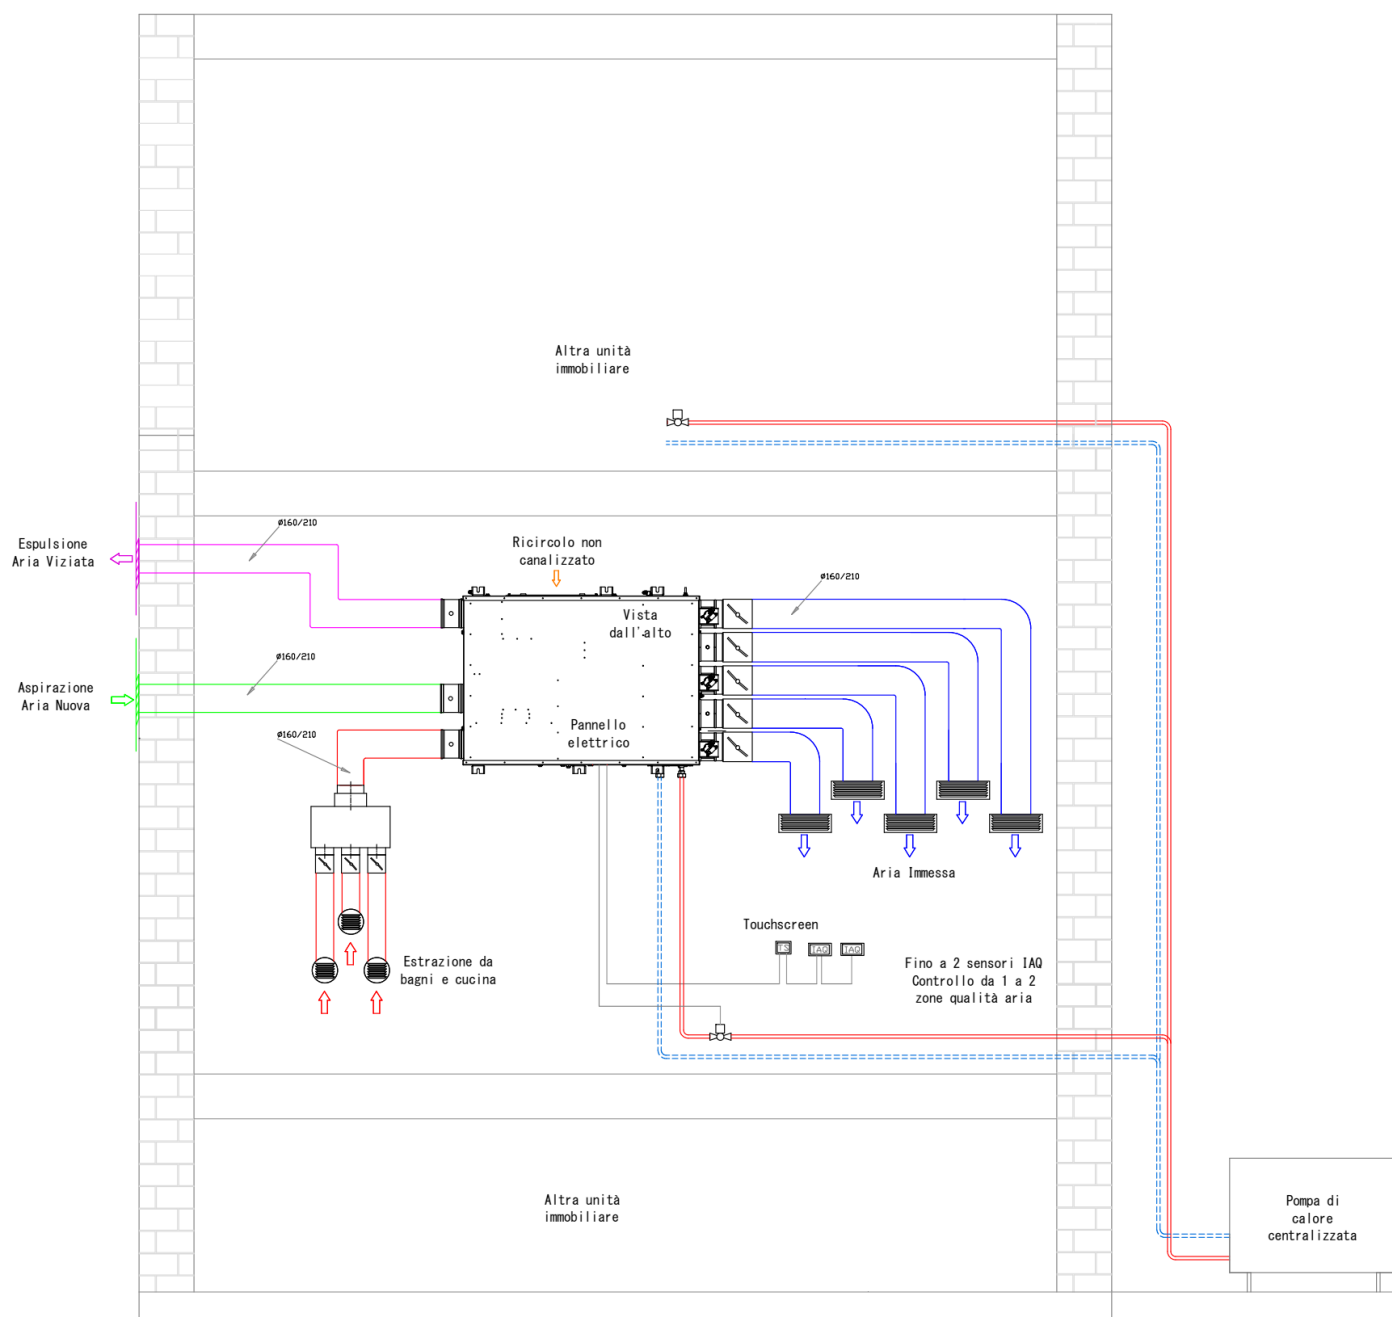 Altra unità
immobiliare
Espulsione
Aria Viziata
ø160/210
Ricircolo non
canalizzato
ø160/210
Vista
dall'alto
Aspirazione
Aria Nuova
ø160/210
ø160/210
Pannello
elettrico
Aria Immessa
Touchscreen
TS
IAQ
IAQ
Estrazione da
bagni e cucina
Fino a 2 sensori IAQ
Controllo da 1 a 2
zone qualità aria
Altra unità
immobiliare
Pompa di
calore
centralizzata